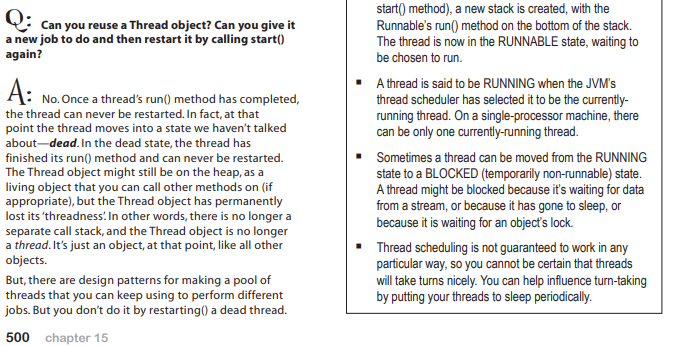 Q: Can you reuse a Thread object? Can you give it
a new job to do and then restart it by calling start()
again?
A: No. Once a thread's run() method has completed,
the thread can never be restarted. In fact, at that
point the thread moves into a state we haven't talked
about—dead. In the dead state, the thread has
finished its run() method and can never be restarted.
The Thread object might still be on the heap, as a
living object that you can call other methods on (if
appropriate), but the Thread object has permanently
lost its 'threadness'. In other words, there is no longer a
separate call stack, and the Thread object is no longer
a thread. It's just an object, at that point, like all other
objects.
But, there are design patterns for making a pool of
threads that you can keep using to perform different
jobs. But you don't do it by restarting() a dead thread.
500 chapter 15
start() method), a new stack is created, with the
Runnable's run() method on the bottom of the stack.
The thread is now in the RUNNABLE state, waiting to
be chosen to run.
▪ A thread is said to be RUNNING when the JVM's
thread scheduler has selected it to be the currently-
running thread. On a single-processor machine, there
can be only one currently-running thread.
▪ Sometimes a thread can be moved from the RUNNING
state to a BLOCKED (temporarily non-runnable) state.
A thread might be blocked because it's waiting for data
from a stream, or because it has gone to sleep, or
because it is waiting for an object's lock.
▪ Thread scheduling is not guaranteed to work in any
particular way, so you cannot be certain that threads
will take turns nicely. You can help influence turn-taking
by putting your threads to sleep periodically.